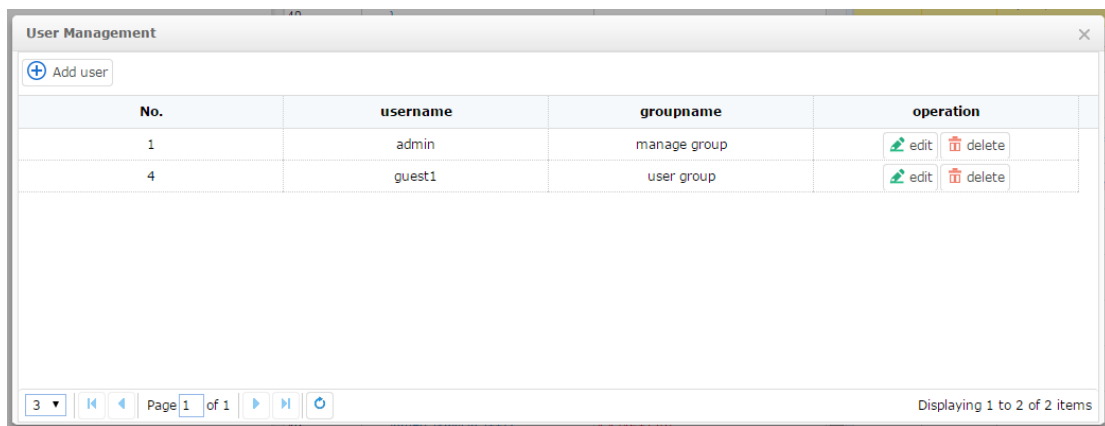 User Management
Add user
No. username groupname operation
1 admin manage group edit delete
4 guest1 user group edit delete
3 Page 1 of 1 Displaying 1 to 2 of 2 items